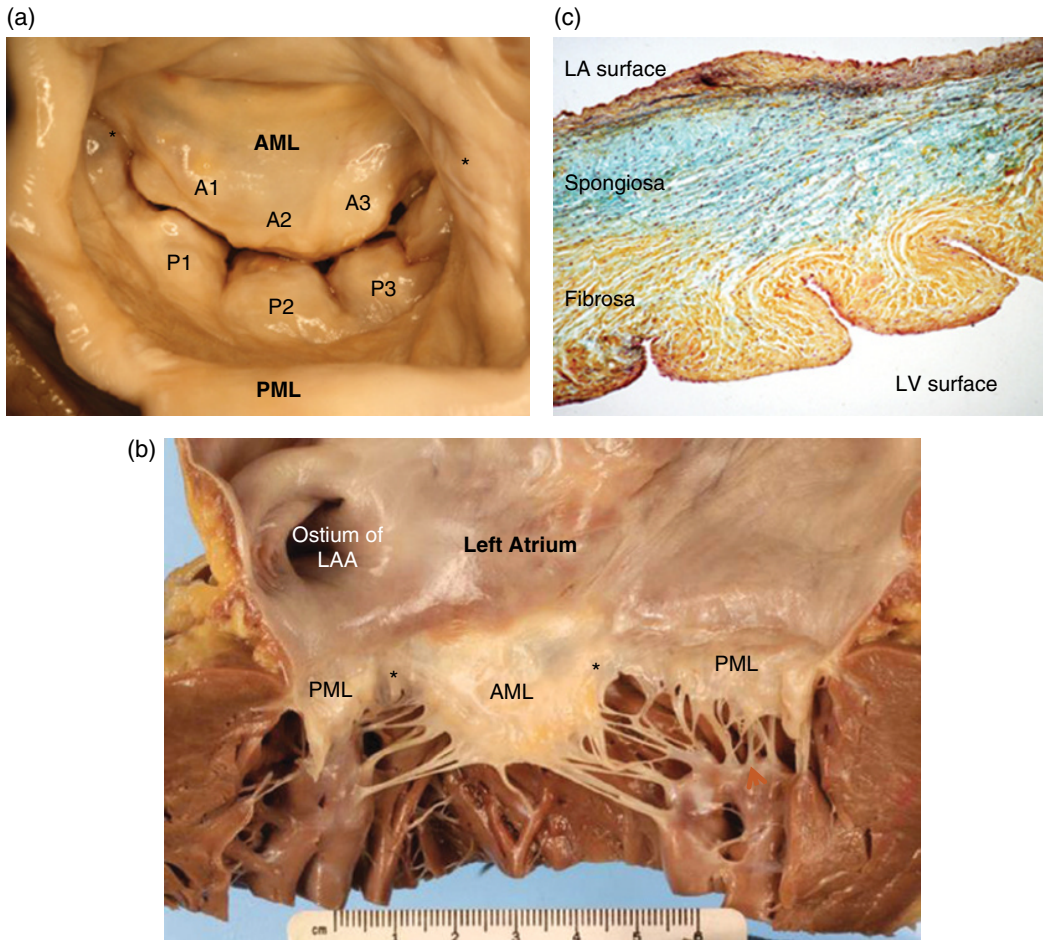 (a)
*
*
AML
A1
A2
A3
P1
P2
P3
PML
(c)
LA surface
Spongiosa
Fibrosa
LV surface
(b)
Ostium of
LAA
Left Atrium
PML
*
AML
*
PML
cm 1 2 3 4 5 6